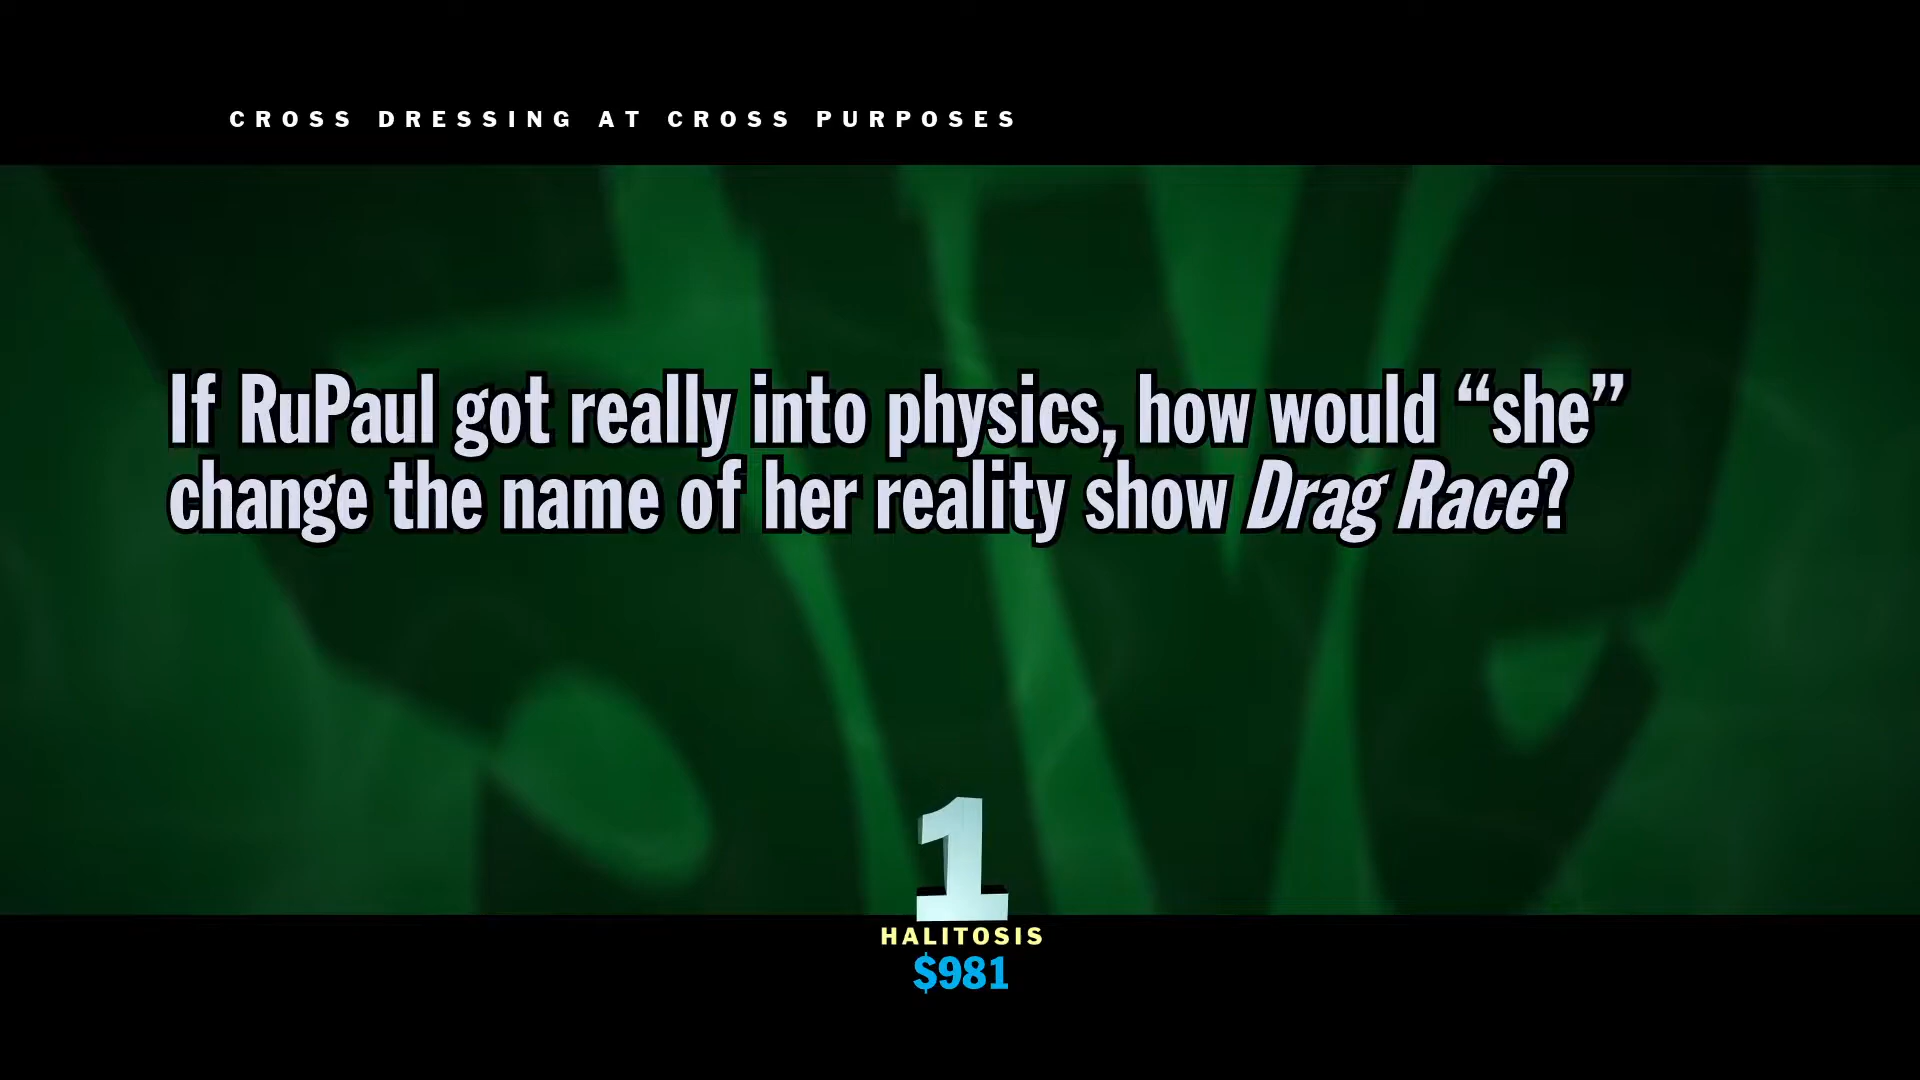 CROSS DRESSING AT CROSS PURPOSES
If RuPaul got really into physics, how would “she”
change the name of her reality show Drag Race?
1
HALITOSIS
$981